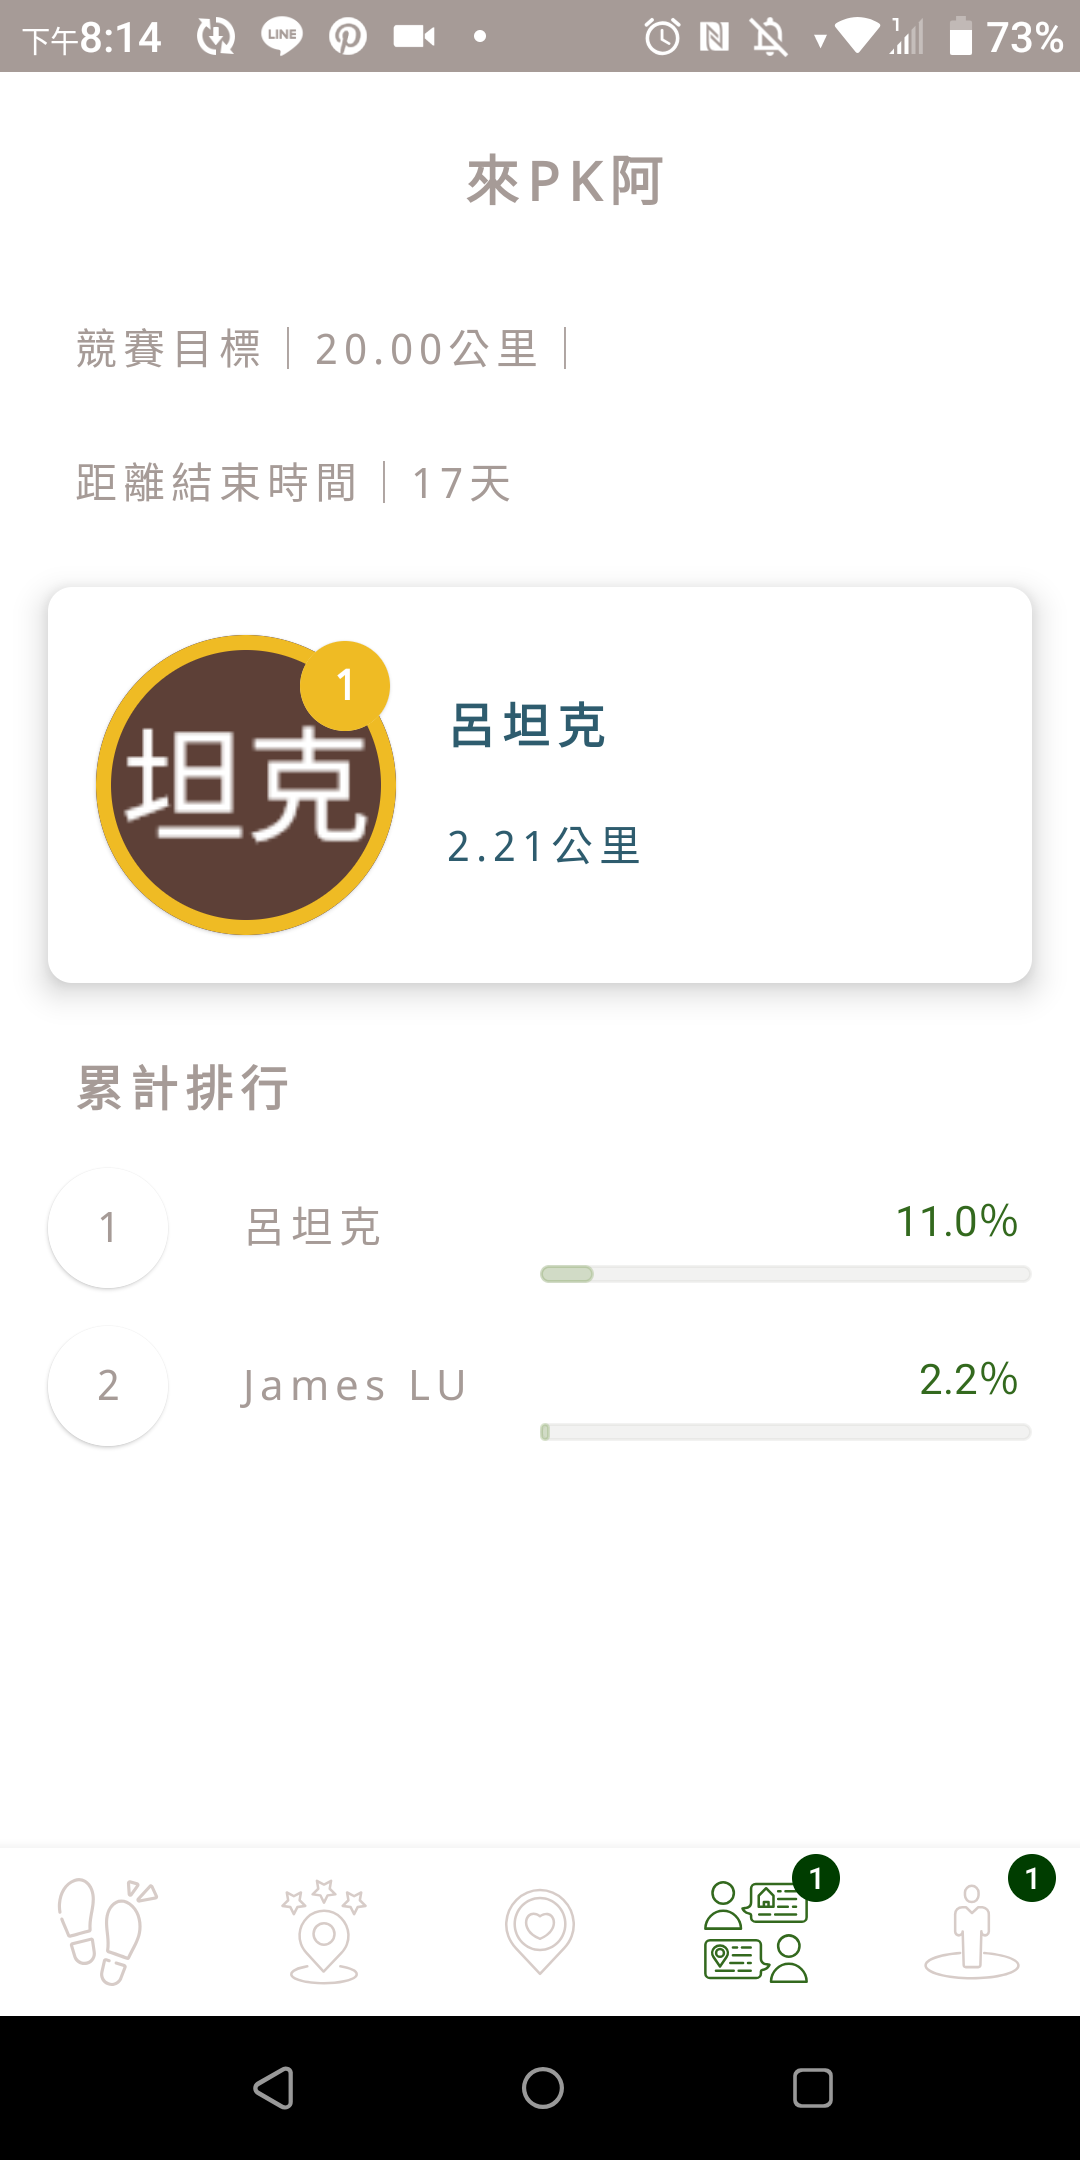 下午8:14 LINE 1 73%
來PK阿
競賽目標｜20.00公里｜
距離結束時間｜17天
1
坦克
呂坦克
2.21公里
累計排行
1 呂坦克 11.0%
2 James LU 2.2%
1 1